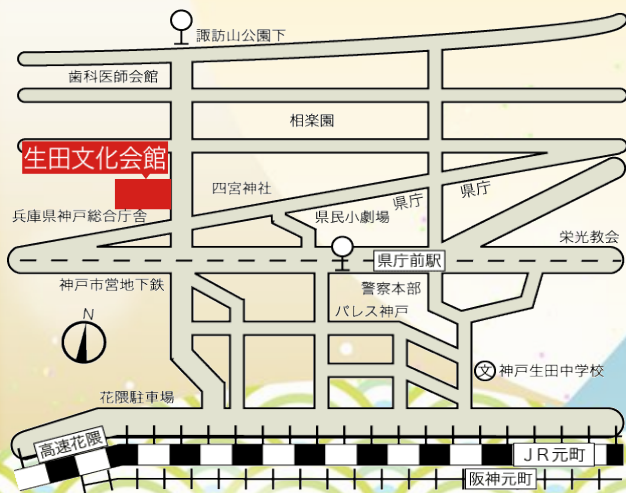 諏訪山公園下
歯科医師会館
相楽園
生田文化会館
四宮神社
県庁
県庁
兵庫県神戸総合庁舎
県民小劇場
栄光教会
県庁前駅
神戸市営地下鉄
警察本部
パレス神戸
N
文
神戸生田中学校
花隈駐車場
高速花隈
JR元町
阪神元町